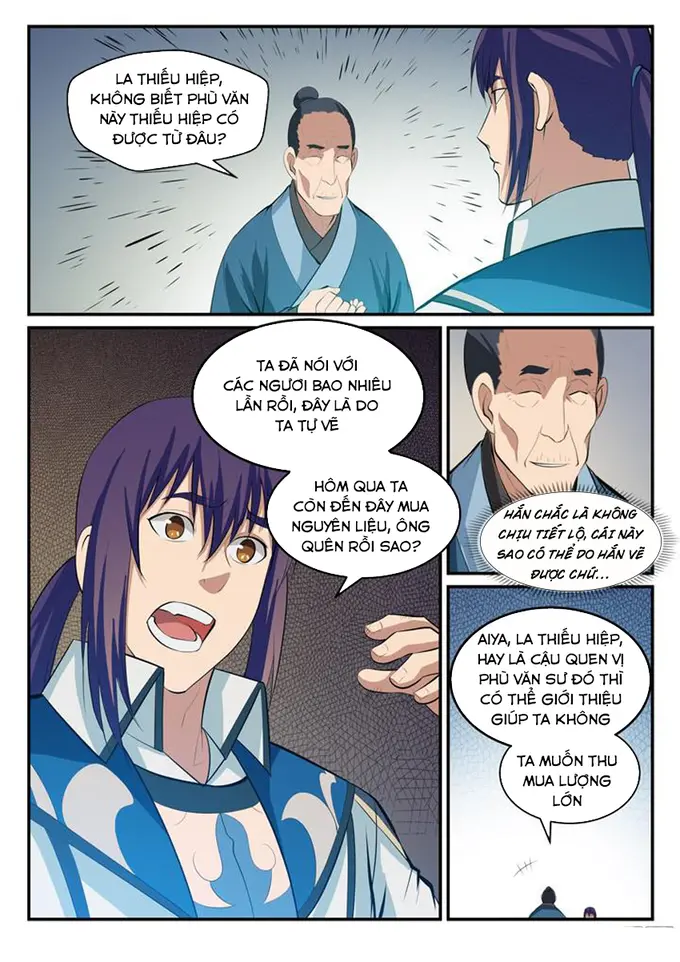 LA THIẾU HIỆP,
KHÔNG BIẾT PHÙ VĂN
NÀY THIẾU HIỆP CÓ
ĐƯỢC TỪ ĐÂU?
TA ĐÃ NÓI VỚI
CÁC NGƯƠI BAO NHIÊU
LẦN RỒI, ĐÂY LÀ DO
TA TỰ VẼ
HÔM QUA TA
CÒN ĐẾN ĐÂY MUA
NGUYÊN LIỆU, ÔNG
QUÊN RỒI SAO?
HẮN CHẮC LÀ KHÔNG
CHỊU TIẾT LỘ, CÁI NÀY
SAO CÓ THỂ DO HẮN VẼ
ĐƯỢC CHỨ...
AIYA, LA THIẾU HIỆP,
HAY LÀ CẬU QUEN VỊ
PHÙ VĂN SƯ ĐÓ THÌ
CÓ THỂ GIỚI THIỆU
GIÚP TA KHÔNG
TA MUỐN THU
MUA LƯỢNG
LỚN